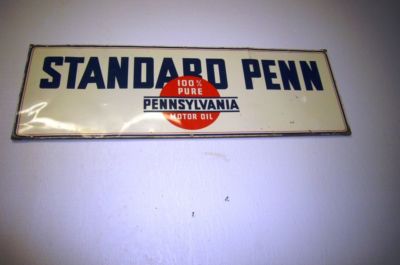 STANDARD PENN
100%
PURE
PENNSYLVANIA
MOTOR OIL